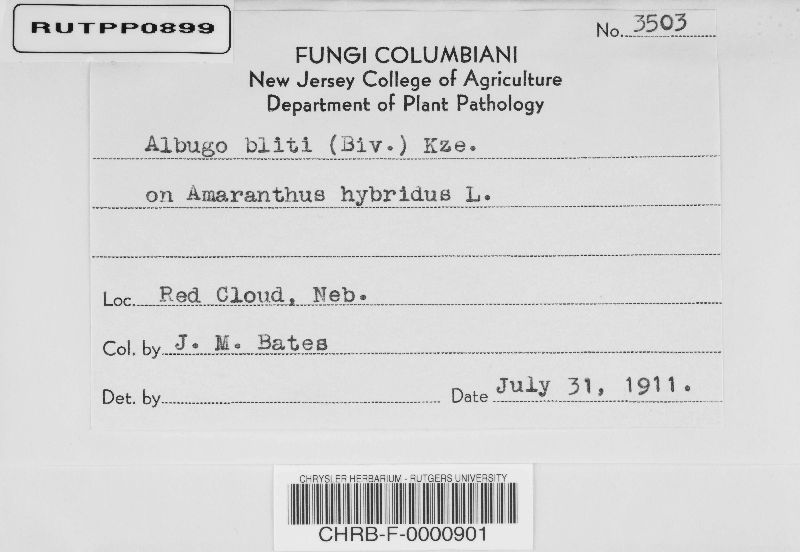 RUTPP0899
No. 3503
FUNGI COLUMBIANI
New Jersey College of Agriculture
Department of Plant Pathology
Albugo bliti (Biv.) Kze.
on Amaranthus hybridus L.
Loc. Red Cloud, Neb.
Col. by J. M. Bates
Det. by
Date July 31, 1911.
CHRYSLER HERBARIUM - RUTGERS UNIVERSITY
CHRB-F-0000901